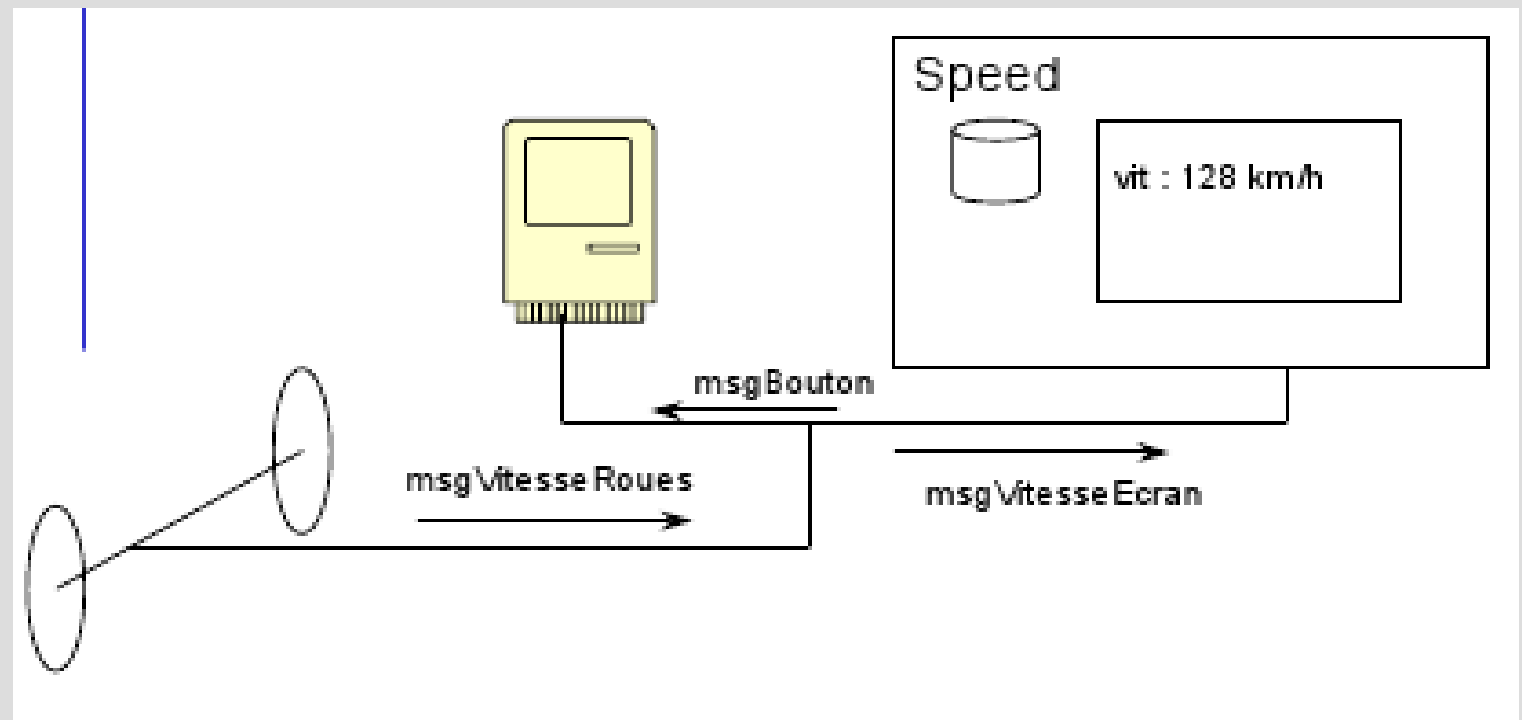 Speed
vit : 128 km/h
msgBouton
msgVitesseRoues
msgVitesseEcran